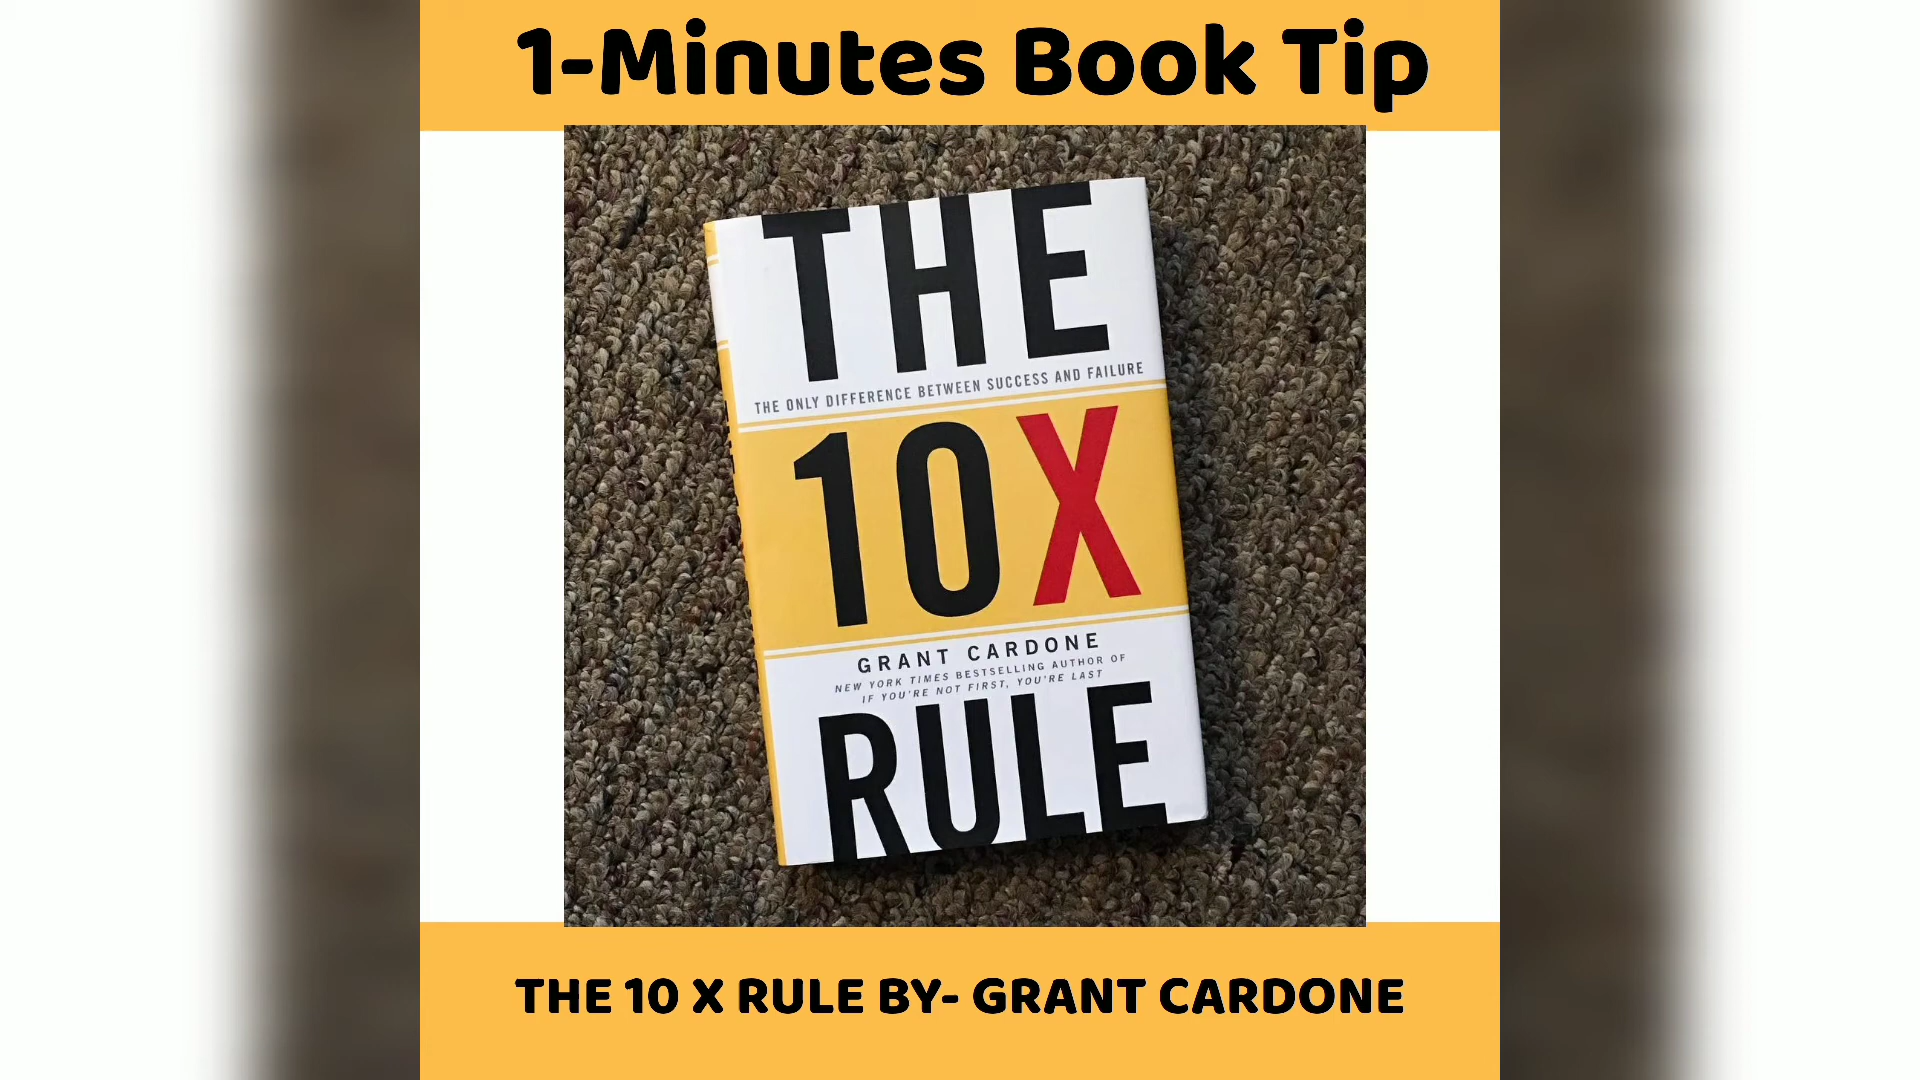 1-Minutes Book Tip
THE
THE ONLY DIFFERENCE BETWEEN SUCCESS AND FAILURE
10X
GRANT CARDONE
NEW YORK TIMES BESTSELLING AUTHOR OF
IF YOU'RE NOT FIRST, YOU'RE LAST
RULE
THE 10 X RULE BY- GRANT CARDONE